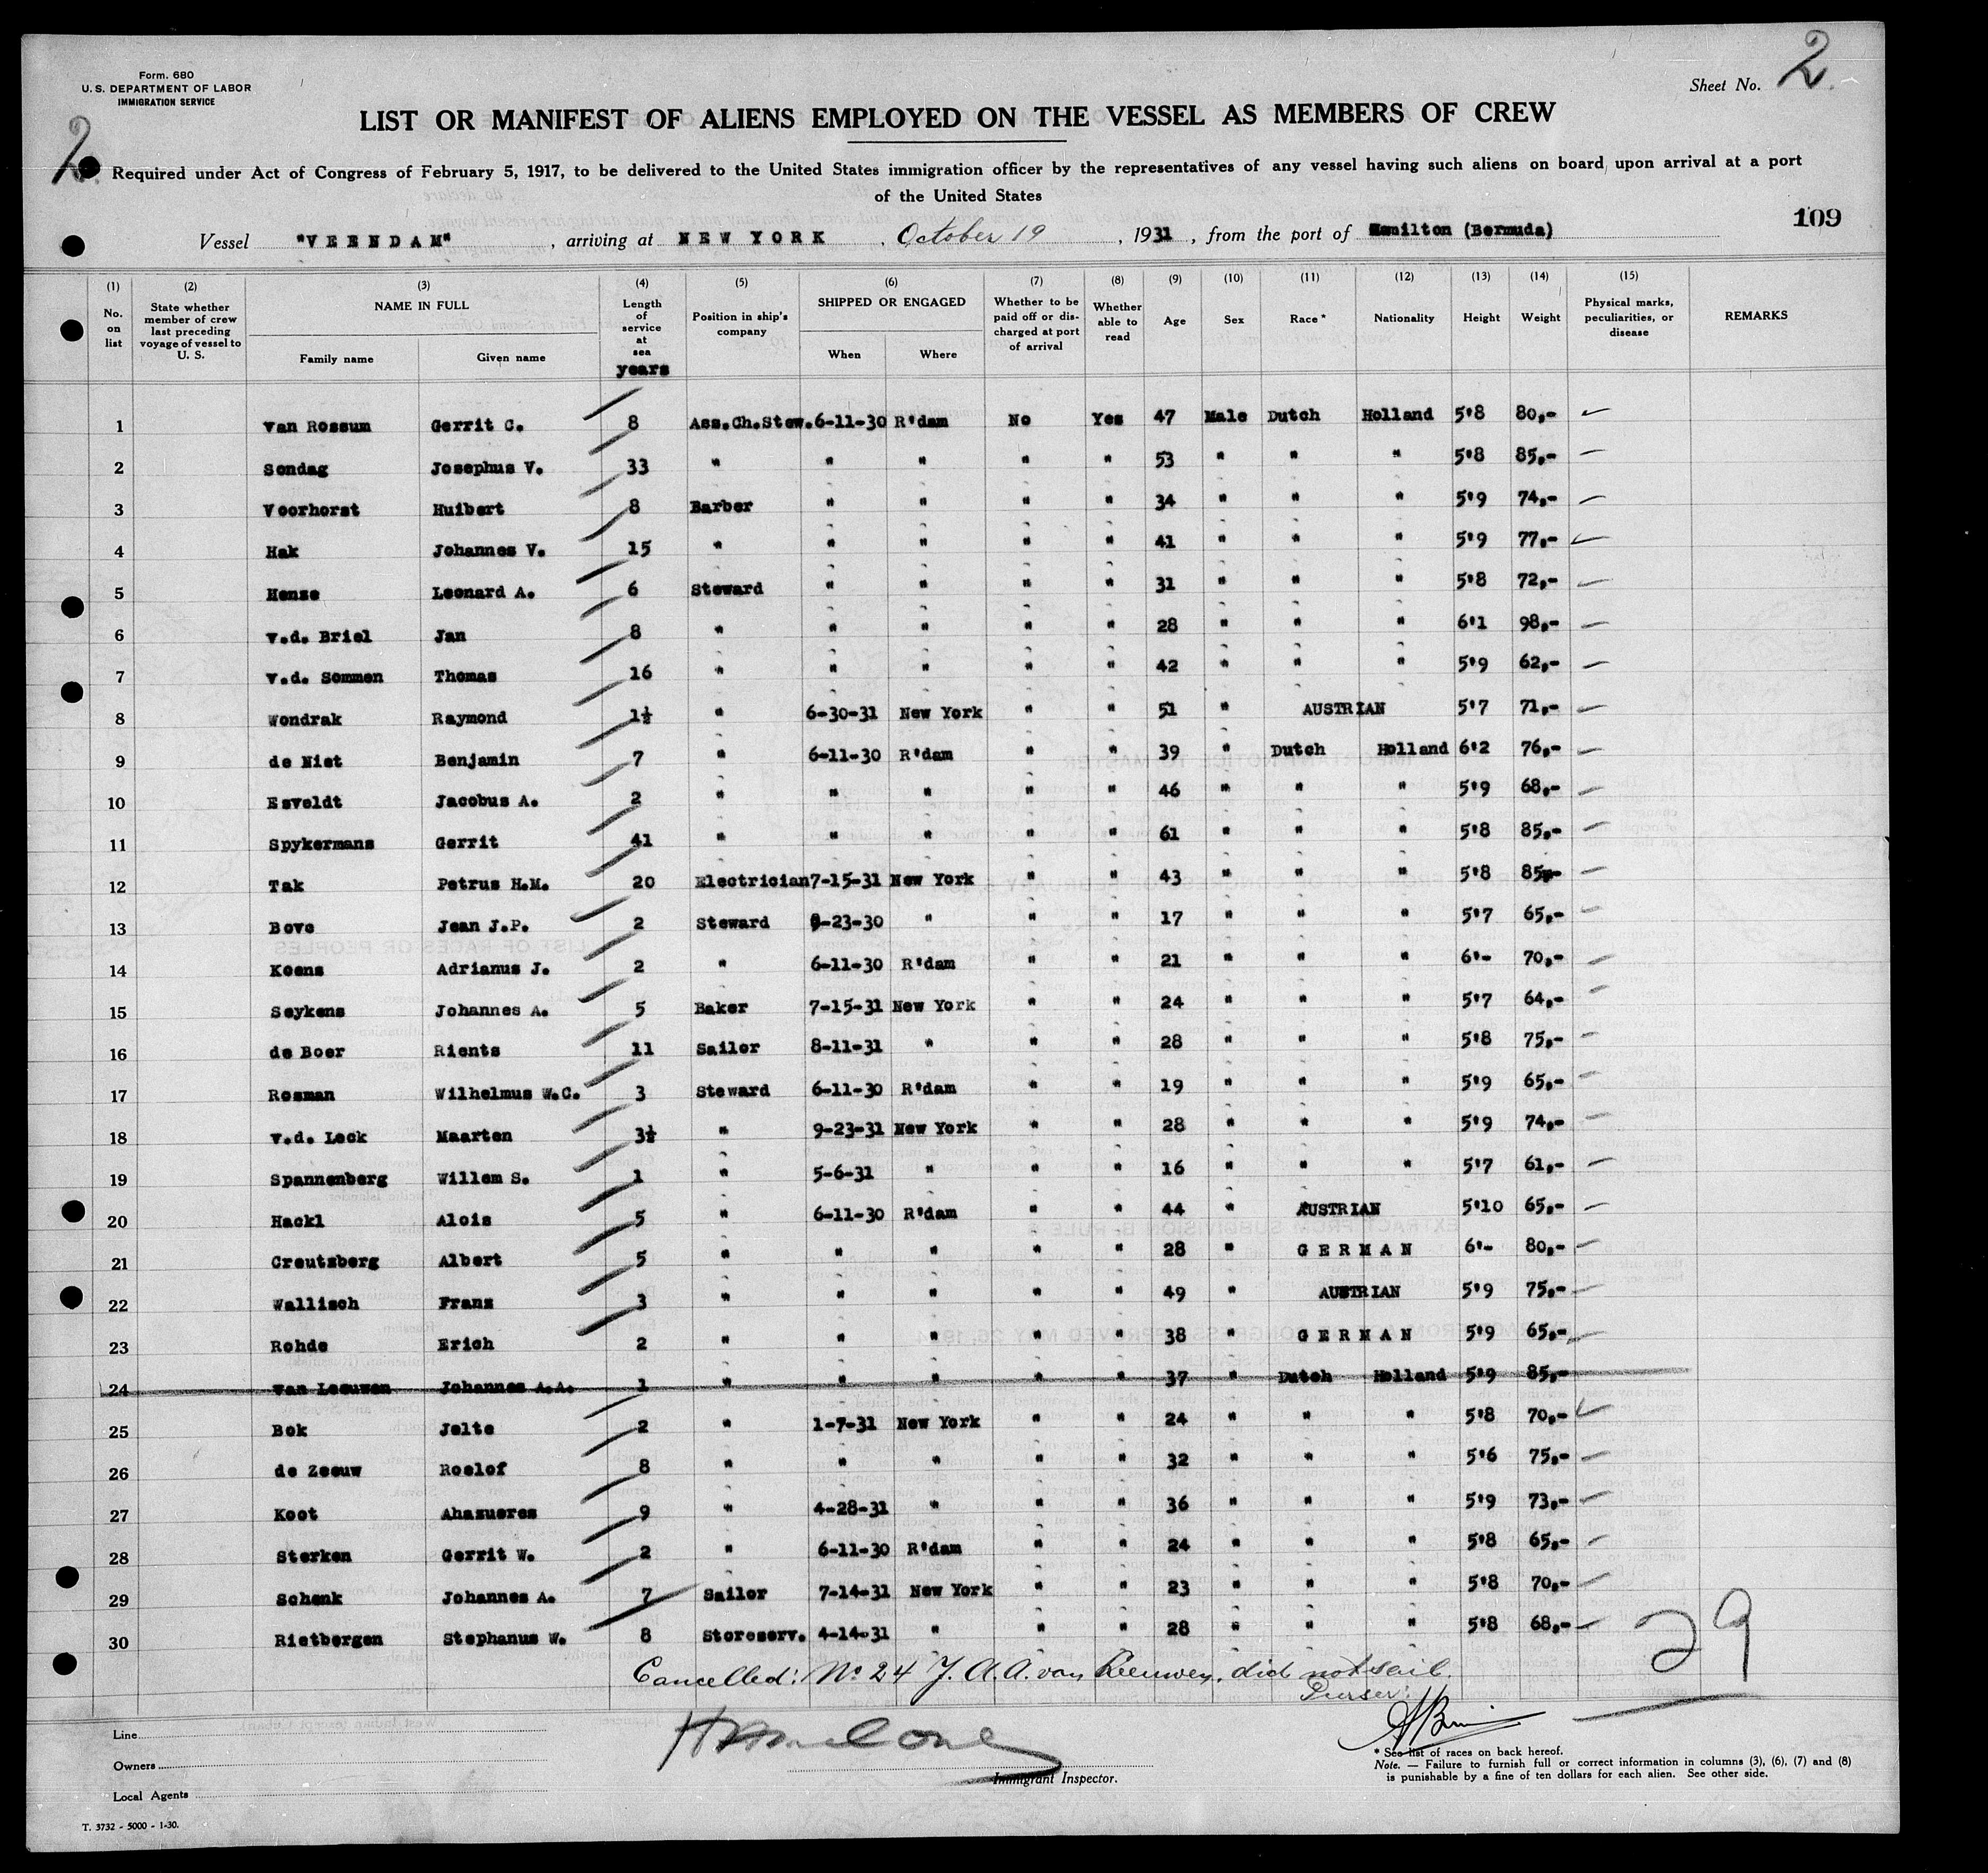 Form. 680
U. S. DEPARTMENT OF LABOR
IMMIGRATION SERVICE
Sheet No. 2
2
LIST OR MANIFEST OF ALIENS EMPLOYED ON THE VESSEL AS MEMBERS OF CREW
Required under Act of Congress of February 5, 1917, to be delivered to the United States immigration officer by the representatives of any vessel having such aliens on board, upon arrival at a port
of the United States
109
Vessel "VEENDAM", arriving at NEW YORK, October 19, 1931, from the port of Hamilton (Bermuda)
(1) (2) (3) (4) (5) (6) (7) (8) (9) (10) (11) (12) (13) (14) (15)
No. on list State whether member of crew last preceding voyage of vessel to U. S. NAME IN FULL Family name Given name Length of service at sea years Position in ship's company SHIPPED OR ENGAGED When Where Whether to be paid off or discharged at port of arrival Whether able to read Age Sex Race* Nationality Height Weight Physical marks, peculiarities, or disease REMARKS
1 van Rossum Gerrit C. 8 Ass.Ch.Stew. 6-11-30 R'dam No Yes 47 Male Dutch Holland 5'8 80,-
2 Sondag Josephus V. 33 " " " " " 53 " " " 5'8 85,-
3 Voorhorst Huibert 8 Barber " " " " 34 " " " 5'9 74,-
4 Hak Johannes V. 15 " " " " " 41 " " " 5'9 77,-
5 Hense Leonard A. 6 Steward " " " " 31 " " " 5'8 72,-
6 v.d. Briel Jan 8 " " " " " 28 " " " 6'1 98,-
7 v.d. Sommen Thomas 16 " " " " " 42 " " " 5'9 62,-
8 Wondrak Raymond 1½ " 6-30-31 New York " " 51 " AUSTRIAN 5'7 71,-
9 de Niet Benjamin 7 " 6-11-30 R'dam " " 39 " Dutch Holland 6'2 76,-
10 Esveldt Jacobus A. 2 " " " " " 46 " " " 5'9 68,-
11 Spykermans Gerrit 41 " " " " " 61 " " " 5'8 85,-
12 Tak Petrus H.M. 20 Electrician 7-15-31 New York " " 43 " " " 5'8 85,-
13 Bove Jean J.P. 2 Steward 9-23-30 " " " 17 " " " 5'7 65,-
14 Koens Adrianus J. 2 " 6-11-30 R'dam " " 21 " " " 6'- 70,-
15 Seykens Johannes A. 5 Baker 7-15-31 New York " " 24 " " " 5'7 64,-
16 de Boer Rients 11 Sailor 8-11-31 " " " 28 " " " 5'8 75,-
17 Rosman Wilhelmus W.C. 3 Steward 6-11-30 R'dam " " 19 " " " 5'9 65,-
18 v.d. Leck Maarten 3½ " 9-23-31 New York " " 28 " " " 5'9 74,-
19 Spannenberg Willem S. 1 " 5-6-31 " " " 16 " " " 5'7 61,-
20 Hackl Alois 5 " 6-11-30 R'dam " " 44 " AUSTRIAN 5'10 65,-
21 Creutzberg Albert 5 " " " " " 28 " GERMAN 6'- 80,-
22 Wallisch Franz 3 " " " " " 49 " AUSTRIAN 5'9 75,-
23 Rohde Erich 2 " " " " " 38 " GERMAN 5'9 65,-
24 van Leeuwen Johannes A.A. 1 " " " " " 37 " Dutch Holland 5'9 85,-
25 Bok Jelte 2 " 1-7-31 New York " " 24 " " " 5'8 70,-
26 de Zeeuw Roelof 8 " " " " " 32 " " " 5'6 75,-
27 Koot Ahazueres 9 " 4-28-31 " " " 36 " " " 5'9 73,-
28 Sterken Gerrit W. 2 " 6-11-30 R'dam " " 24 " " " 5'8 65,-
29 Schenk Johannes A. 7 Sailor 7-14-31 New York " " 23 " " " 5'8 70,-
30 Rietbergen Stephanus W. 8 Storeserv. 4-14-31 " " " 28 " " " 5'8 68,-
29
Cancelled: No 24 J. A. A. van Leeuwen, did not sail.
Purser:
Line
Owners
Local Agents
Immigrant Inspector.
* See list of races on back hereof.
Note. — Failure to furnish full or correct information in columns (3), (6), (7) and (8)
is punishable by a fine of ten dollars for each alien. See other side.
T. 3732 - 5000 - 1-30.